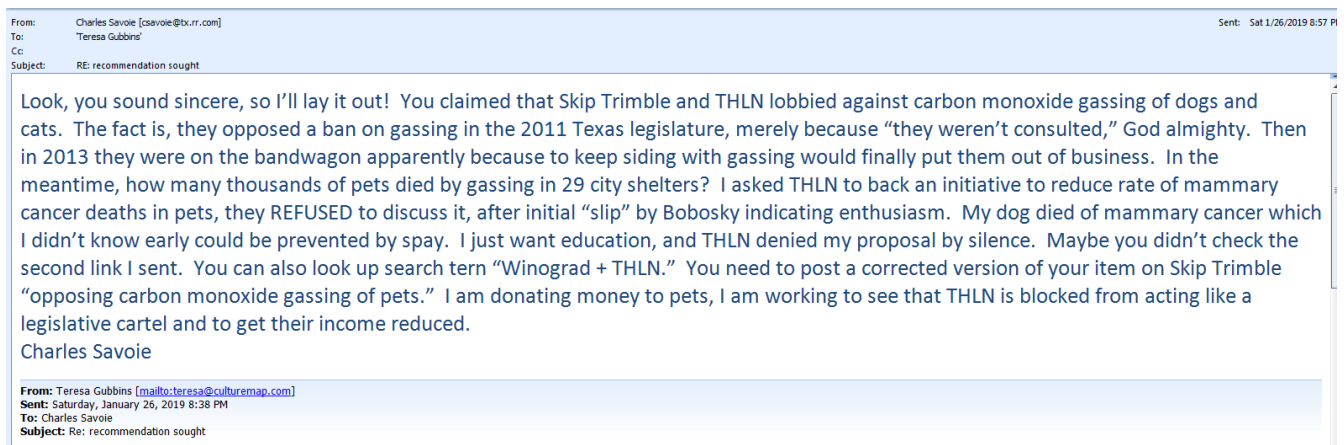 From: Charles Savoie [csavoie@tx.rr.com] Sent: Sat 1/26/2019 8:57 PM
To: 'Teresa Gubbins'
Cc:
Subject: RE: recommendation sought
Look, you sound sincere, so I'll lay it out! You claimed that Skip Trimble and THLN lobbied against carbon monoxide gassing of dogs and
cats. The fact is, they opposed a ban on gassing in the 2011 Texas legislature, merely because “they weren't consulted,” God almighty. Then
in 2013 they were on the bandwagon apparently because to keep siding with gassing would finally put them out of business. In the
meantime, how many thousands of pets died by gassing in 29 city shelters? I asked THLN to back an initiative to reduce rate of mammary
cancer deaths in pets, they REFUSED to discuss it, after initial “slip” by Bobosky indicating enthusiasm. My dog died of mammary cancer which
I didn't know early could be prevented by spay. I just want education, and THLN denied my proposal by silence. Maybe you didn't check the
second link I sent. You can also look up search tern “Winograd + THLN.” You need to post a corrected version of your item on Skip Trimble
“opposing carbon monoxide gassing of pets.” I am donating money to pets, I am working to see that THLN is blocked from acting like a
legislative cartel and to get their income reduced.
Charles Savoie
From: Teresa Gubbins [mailto:teresa@culturemap.com]
Sent: Saturday, January 26, 2019 8:38 PM
To: Charles Savoie
Subject: Re: recommendation sought